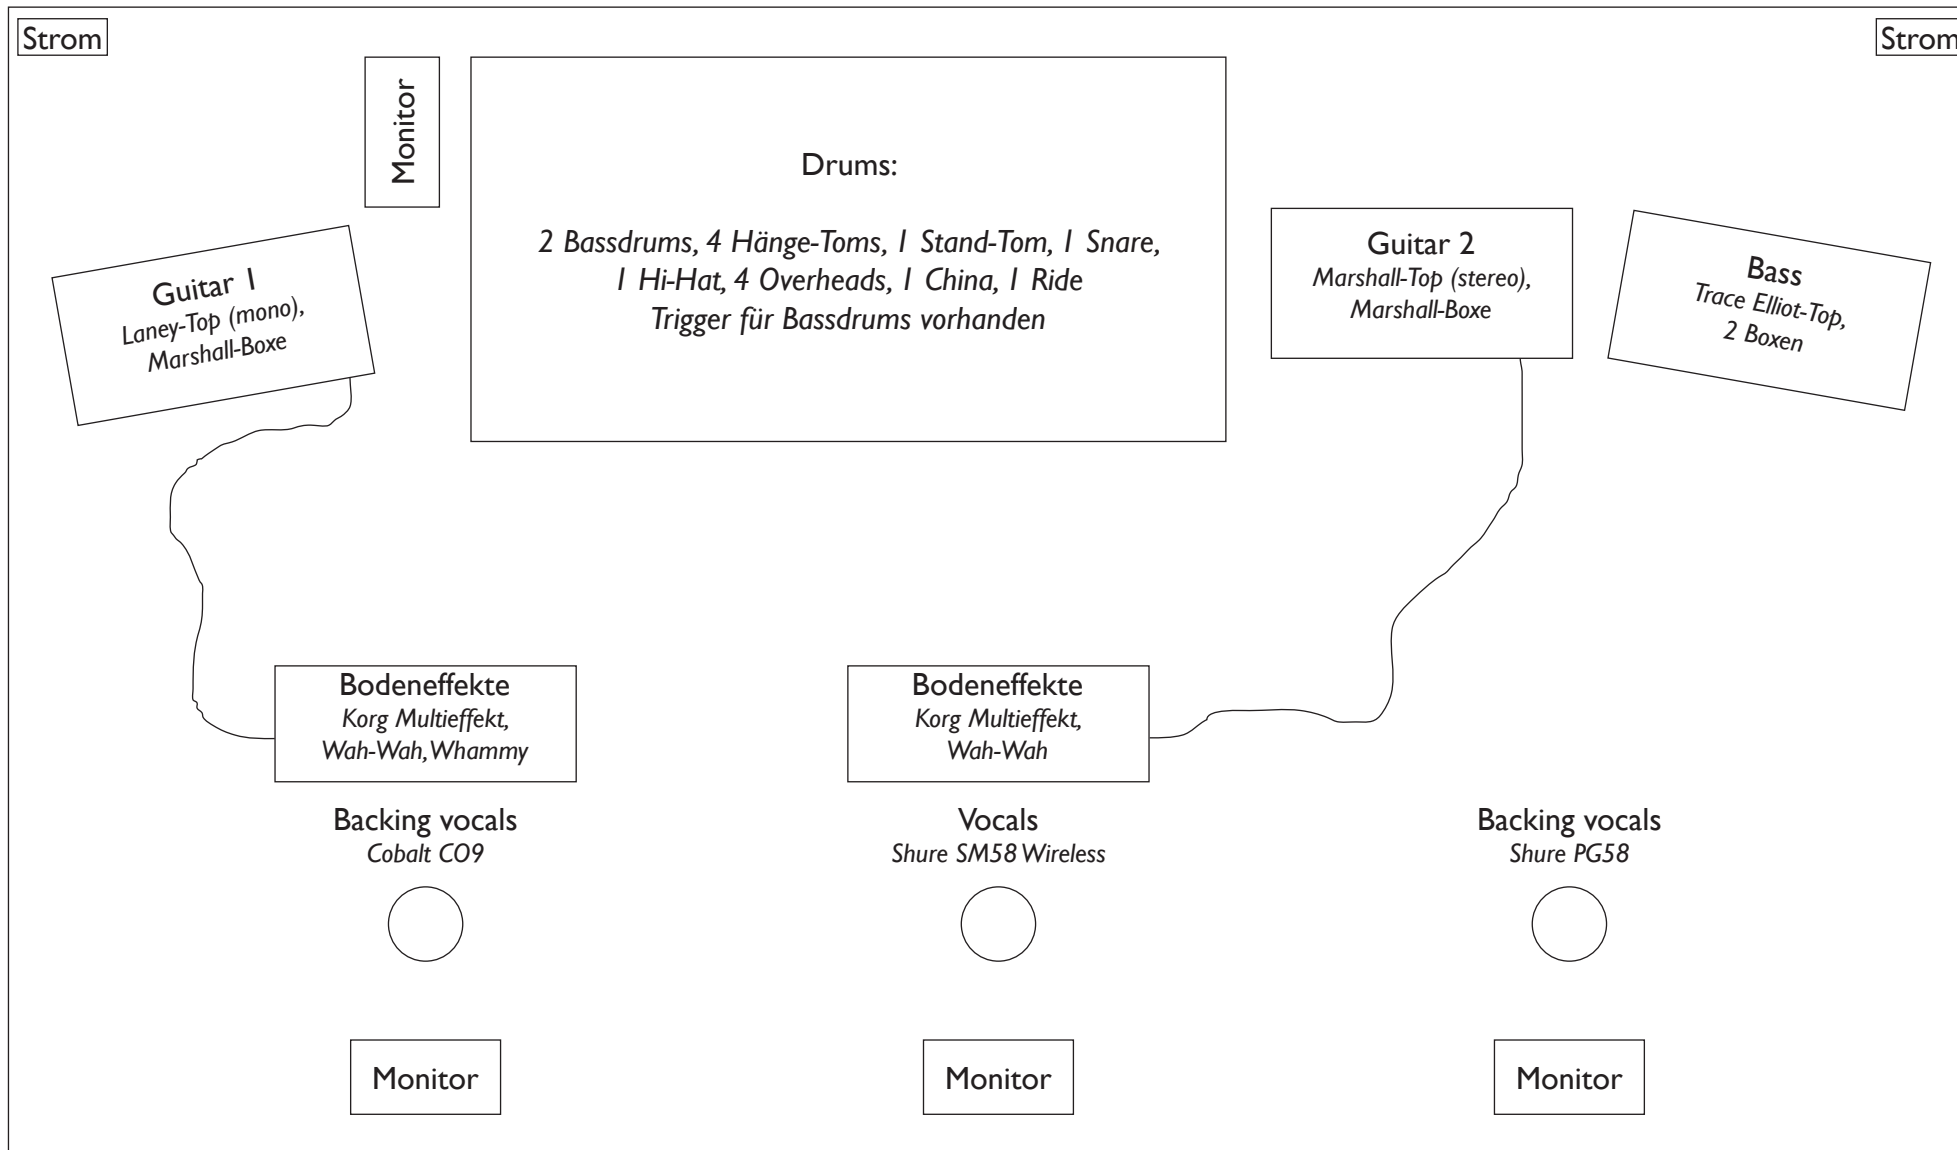 Strom
Strom
Monitor
Drums:
2 Bassdrums, 4 Hänge-Toms, 1 Stand-Tom, 1 Snare,
1 Hi-Hat, 4 Overheads, 1 China, 1 Ride
Trigger für Bassdrums vorhanden
Guitar 1
Laney-Top (mono),
Marshall-Boxe
Guitar 2
Marshall-Top (stereo),
Marshall-Boxe
Bass
Trace Elliot-Top,
2 Boxen
Bodeneffekte
Korg Multieffekt,
Wah-Wah, Whammy
Bodeneffekte
Korg Multieffekt,
Wah-Wah
Backing vocals
Cobalt CO9
Vocals
Shure SM58 Wireless
Backing vocals
Shure PG58
Monitor
Monitor
Monitor